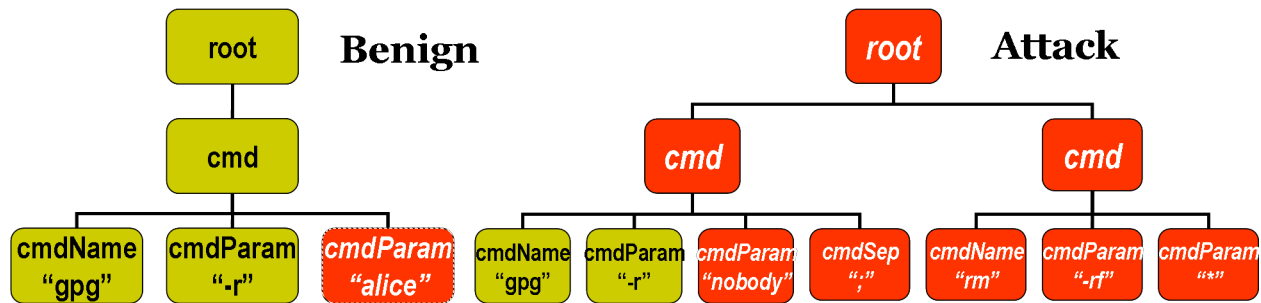 root
Benign
root
Attack
cmd
cmd
cmd
cmdName
“gpg”
cmdParam
“-r”
cmdParam
“alice”
cmdName
“gpg”
cmdParam
“-r”
cmdParam
“nobody”
cmdSep
“;”
cmdName
“rm”
cmdParam
“-rf”
cmdParam
“*”